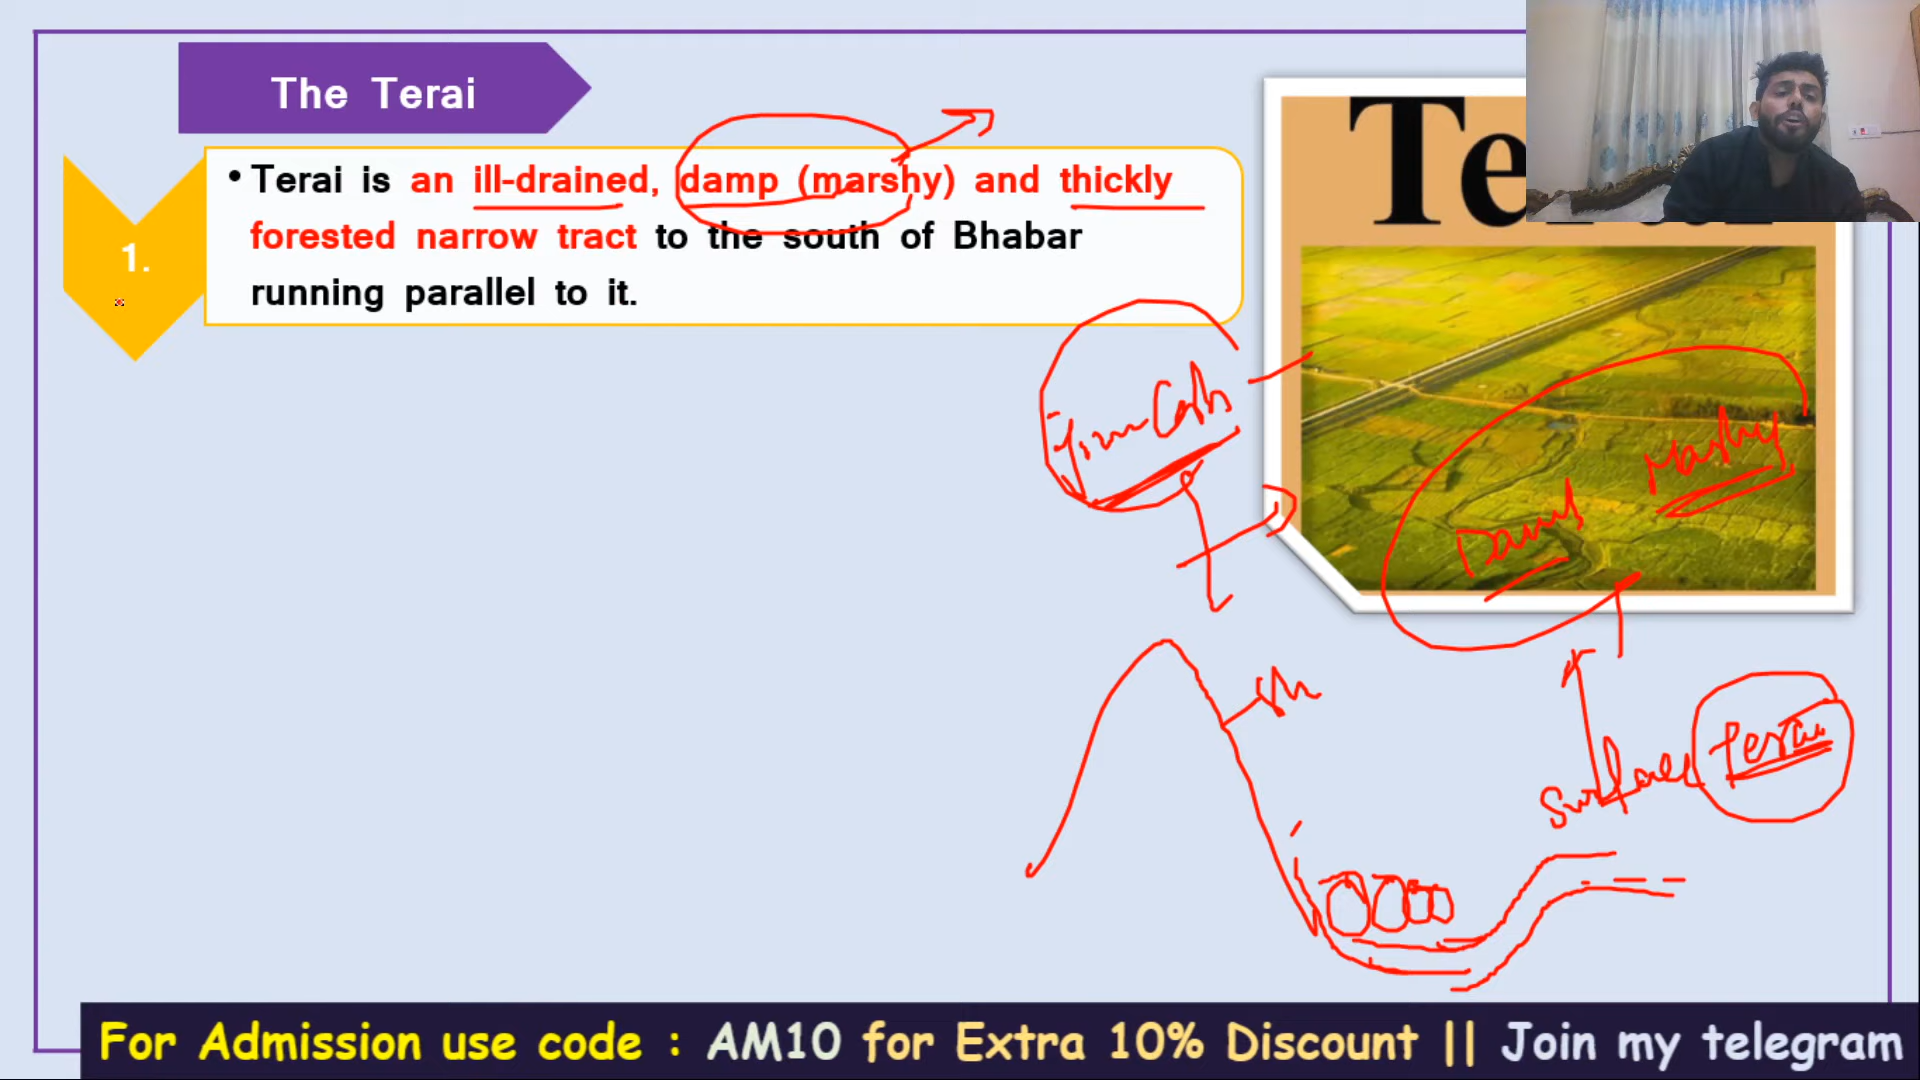 The Terai
• Terai is an ill-drained, damp (marshy) and thickly
forested narrow tract to the south of Bhabar
running parallel to it.
1.
Damp
Marshy
Surface
Terai
For Admission use code : AM10 for Extra 10% Discount || Join my telegram